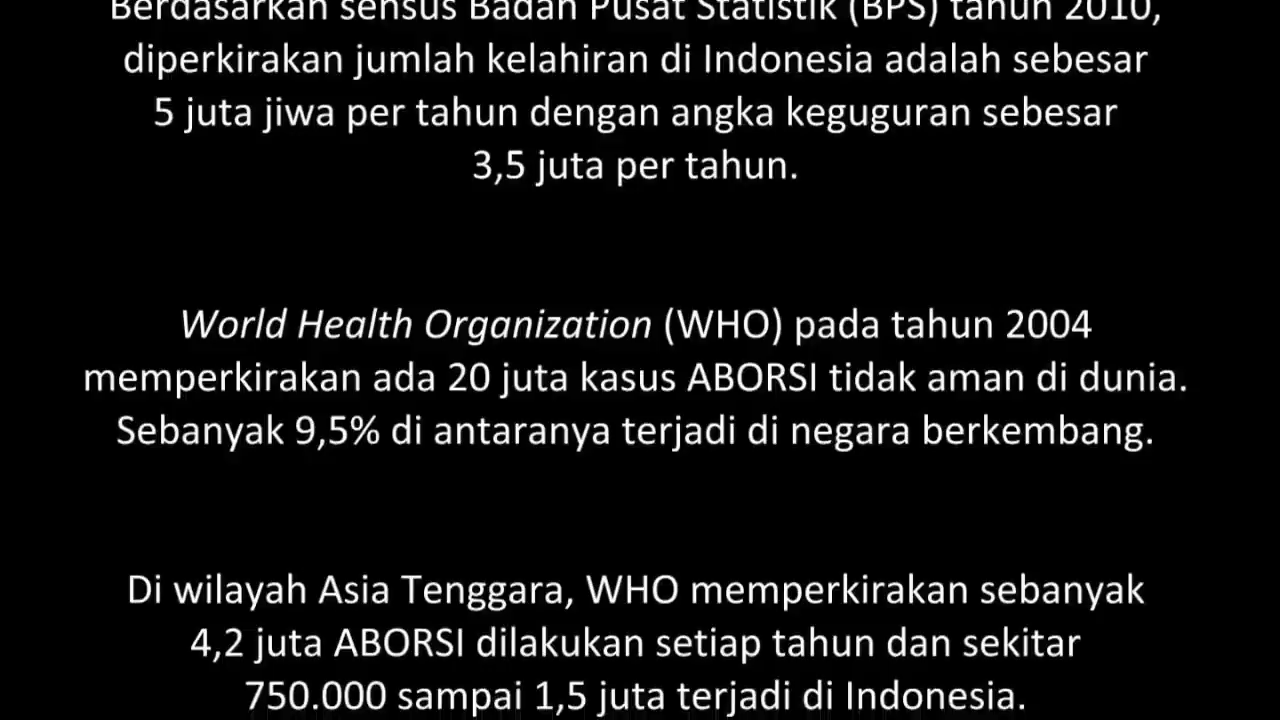 Berdasarkan sensus Badan Pusat Statistik (BPS) tahun 2010,
diperkirakan jumlah kelahiran di Indonesia adalah sebesar
5 juta jiwa per tahun dengan angka keguguran sebesar
3,5 juta per tahun.
World Health Organization (WHO) pada tahun 2004
memperkirakan ada 20 juta kasus ABORSI tidak aman di dunia.
Sebanyak 9,5% di antaranya terjadi di negara berkembang.
Di wilayah Asia Tenggara, WHO memperkirakan sebanyak
4,2 juta ABORSI dilakukan setiap tahun dan sekitar
750.000 sampai 1,5 juta terjadi di Indonesia.